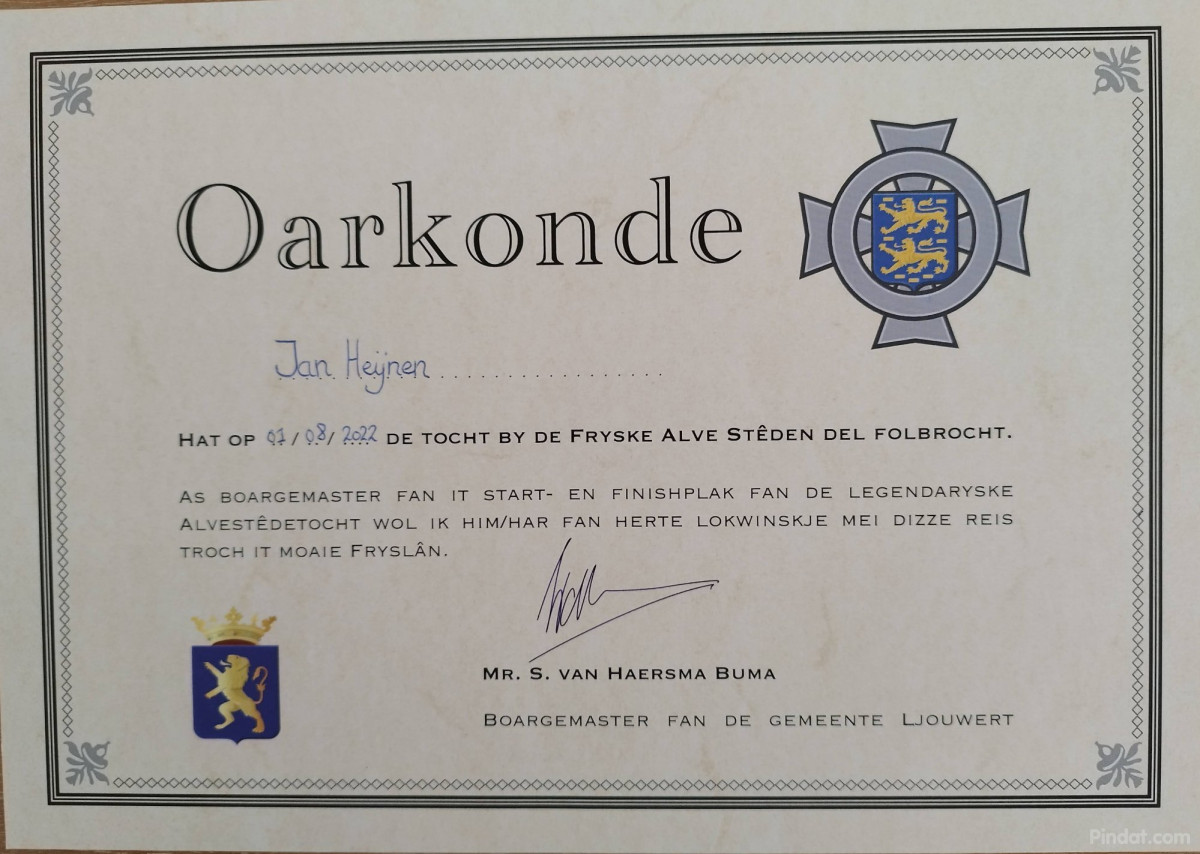 Oarkonde
Jan Heijnen
Hat op 01/08/2022 de tocht by de Fryske Alve Stêden del folbrocht.
As boargemaster fan it start- en finishplak fan de legendaryske
Alvestêdetocht wol ik him/har fan herte lokwinskje mei dizze reis
troch it moaie Fryslân.
Mr. S. van Haersma Buma
Boargemaster fan de gemeente Ljouwert
Pindat.com